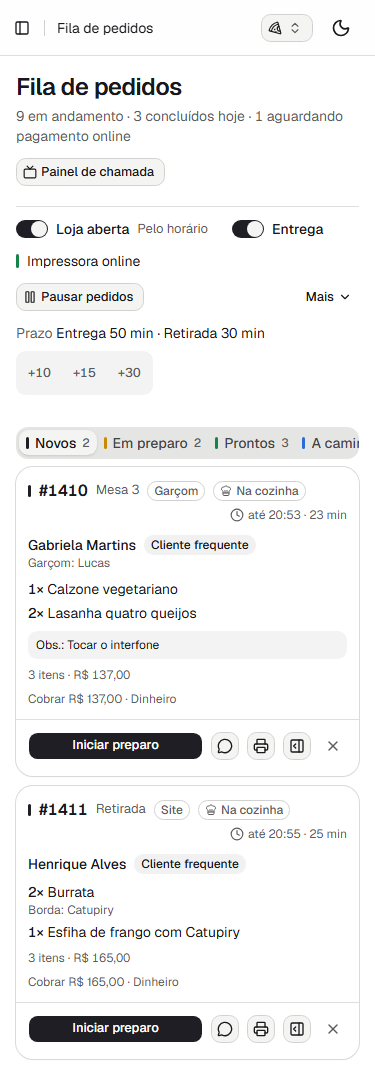 Fila de pedidos
Fila de pedidos
9 em andamento · 3 concluídos hoje · 1 aguardando
pagamento online
Painel de chamada
Loja aberta Pelo horário Entrega
Impressora online
Pausar pedidos Mais
Prazo Entrega 50 min · Retirada 30 min
+10 +15 +30
Novos 2 Em preparo 2 Prontos 3 A camin
#1410 Mesa 3 Garçom Na cozinha
até 20:53 · 23 min
Gabriela Martins Cliente frequente
Garçom: Lucas
1× Calzone vegetariano
2× Lasanha quatro queijos
Obs.: Tocar o interfone
3 itens · R$ 137,00
Cobrar R$ 137,00 · Dinheiro
Iniciar preparo
#1411 Retirada Site Na cozinha
até 20:55 · 25 min
Henrique Alves Cliente frequente
2× Burrata
Borda: Catupiry
1× Esfiha de frango com Catupiry
3 itens · R$ 165,00
Cobrar R$ 165,00 · Dinheiro
Iniciar preparo